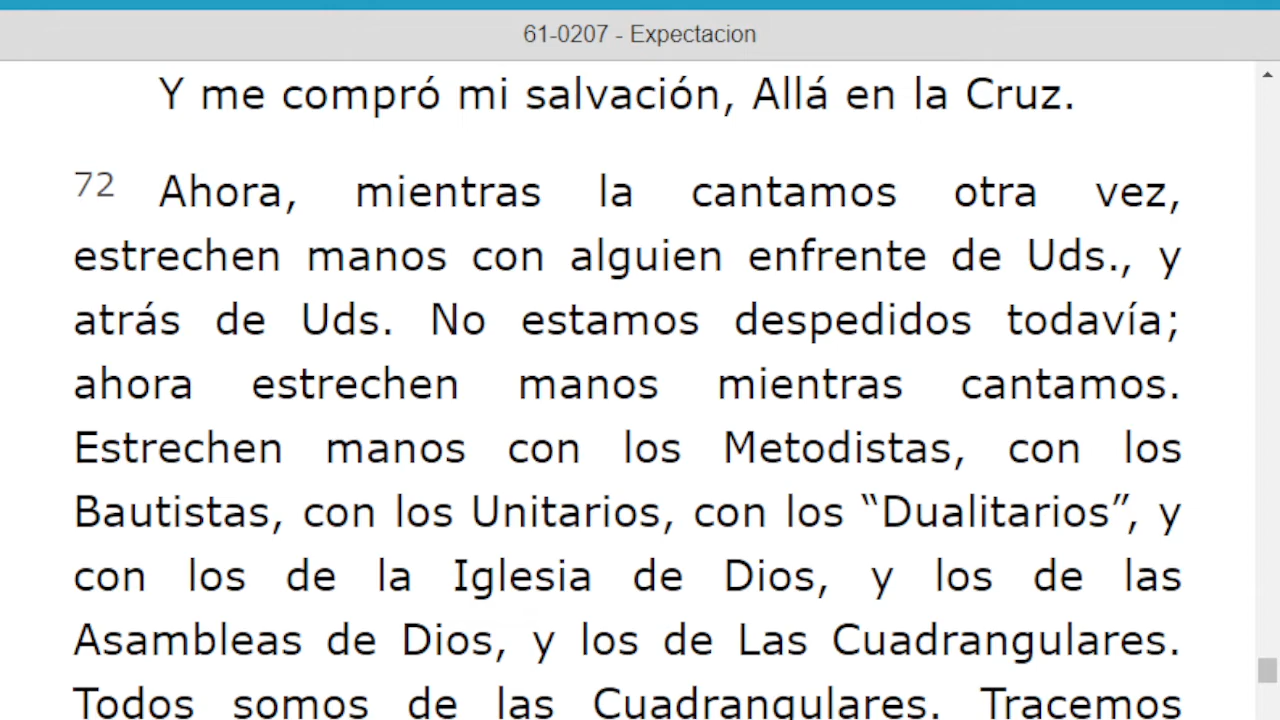 61-0207 - Expectacion
Y me compró mi salvación, Allá en la Cruz.
72 Ahora, mientras la cantamos otra vez,
estrechen manos con alguien enfrente de Uds., y
atrás de Uds. No estamos despedidos todavía;
ahora estrechen manos mientras cantamos.
Estrechen manos con los Metodistas, con los
Bautistas, con los Unitarios, con los “Dualitarios”, y
con los de la Iglesia de Dios, y los de las
Asambleas de Dios, y los de Las Cuadrangulares.
Todos somos de las Cuadrangulares. Tracemos